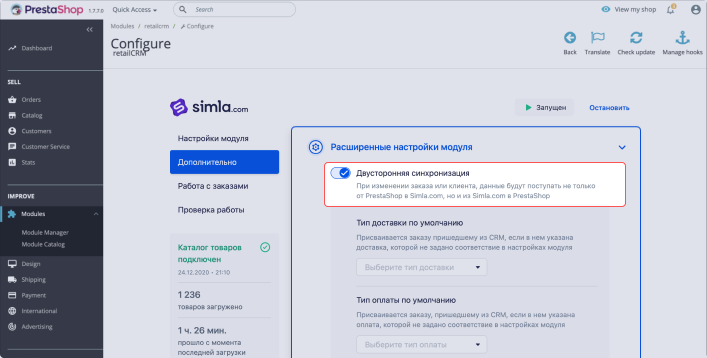 PrestaShop 1.7.7.0
Quick Access
Search
View my shop
Modules / retailcrm / Configure
Configure
retailCRM
Back
Translate
Check update
Manage hooks
Dashboard
SELL
Orders
Catalog
Customers
Customer Service
Stats
IMPROVE
Modules
Module Manager
Module Catalog
Design
Shipping
Payment
International
Advertising
simla.com
Запущен
Остановить
Настройки модуля
Дополнительно
Работа с заказами
Проверка работы
Каталог товаров
подключен
24.12.2020 • 21:10
1 236
товаров загружено
1 ч. 26 мин.
прошло с момента
последней загрузки
Расширенные настройки модуля
Двусторонняя синхронизация
При изменении заказа или клиента, данные будут поступать не только
от PrestaShop в Simla.com, но и из Simla.com в PrestaShop
Тип доставки по умолчанию
Присваивается заказу пришедшему из CRM, если в нем указана
доставка, которой не задано соответствие в настройках модуля
Выберите тип доставки
Тип оплаты по умолчанию
Присваивается заказу, пришедшему из CRM, если в нем указана
оплата, которой не задано соответствие в настройках модуля
Выберите тип оплаты